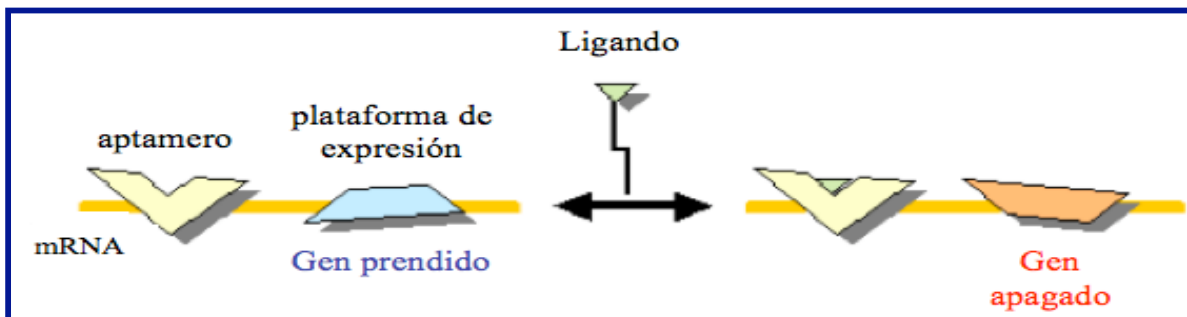 Ligando
aptamero
plataforma de
expresión
mRNA
Gen prendido
Gen
apagado